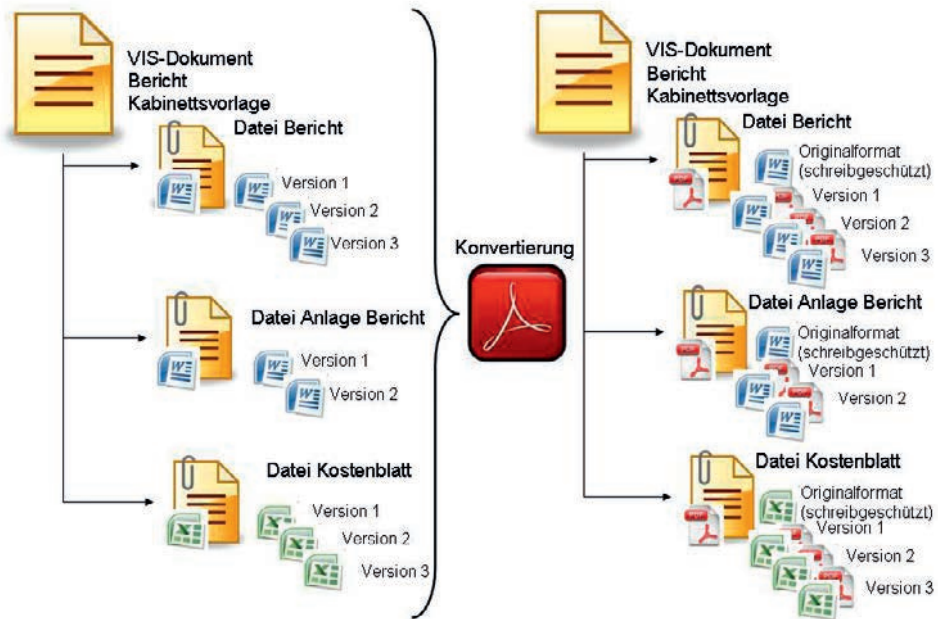 VIS-Dokument
Bericht
Kabinettsvorlage
Datei Bericht
Version 1
Version 2
Version 3
Datei Anlage Bericht
Version 1
Version 2
Datei Kostenblatt
Version 1
Version 2
Version 3
Konvertierung
VIS-Dokument
Bericht
Kabinettsvorlage
Datei Bericht
Originalformat
(schreibgeschützt)
Version 1
Version 2
Version 3
Datei Anlage Bericht
Originalformat
(schreibgeschützt)
Version 1
Version 2
Datei Kostenblatt
Originalformat
(schreibgeschützt)
Version 1
Version 2
Version 3